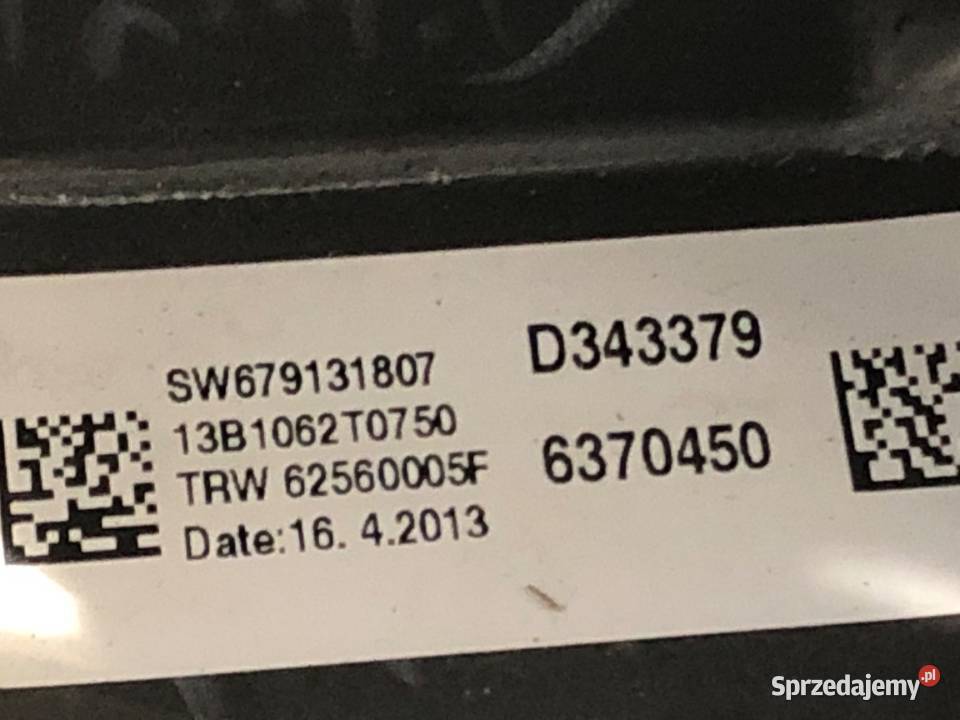 SW679131807
13B1062T0750
TRW 62560005F
Date:16. 4.2013
D343379
6370450
Sprzedajemy.pl